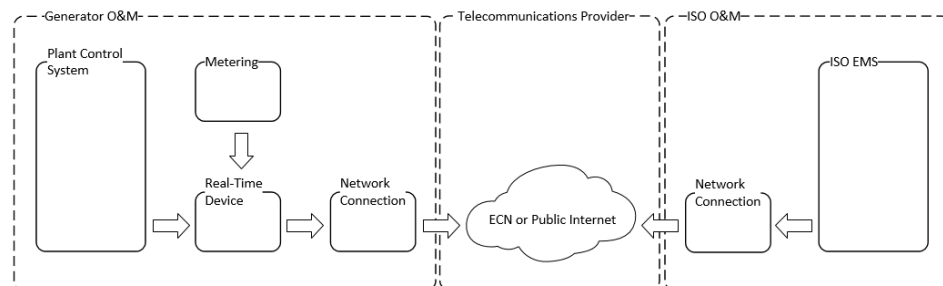 Generator O&M
Telecommunications Provider
ISO O&M
Plant Control
System
Metering
ISO EMS
Real-Time
Device
Network
Connection
ECN or Public Internet
Network
Connection